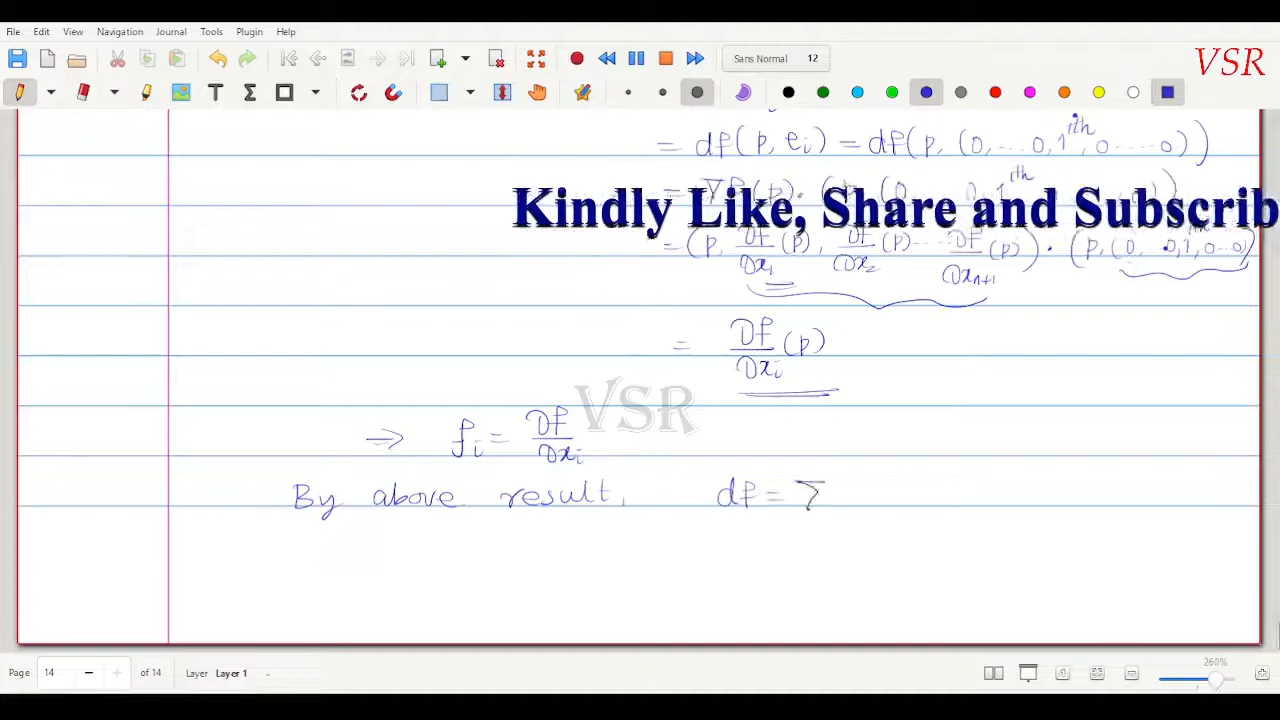 File Edit View Navigation Journal Tools Plugin Help
Sans Normal 12
VSR
= df(p, ei) = df(p, (0, ... 0, 1 ith, 0 ---- 0))
Kindly Like, Share and Subscrib
= (p, ∂f/∂x1 (p), ∂f/∂x2 (p) ---- ∂f/∂xn+1 (p)) · (p, (0, .0, 1, 0--0))
= ∂f/∂xi (p)
VSR
⇒ fi = ∂f/∂xi
By above result, df = Σ
Page 14 of 14 Layer Layer 1
260%